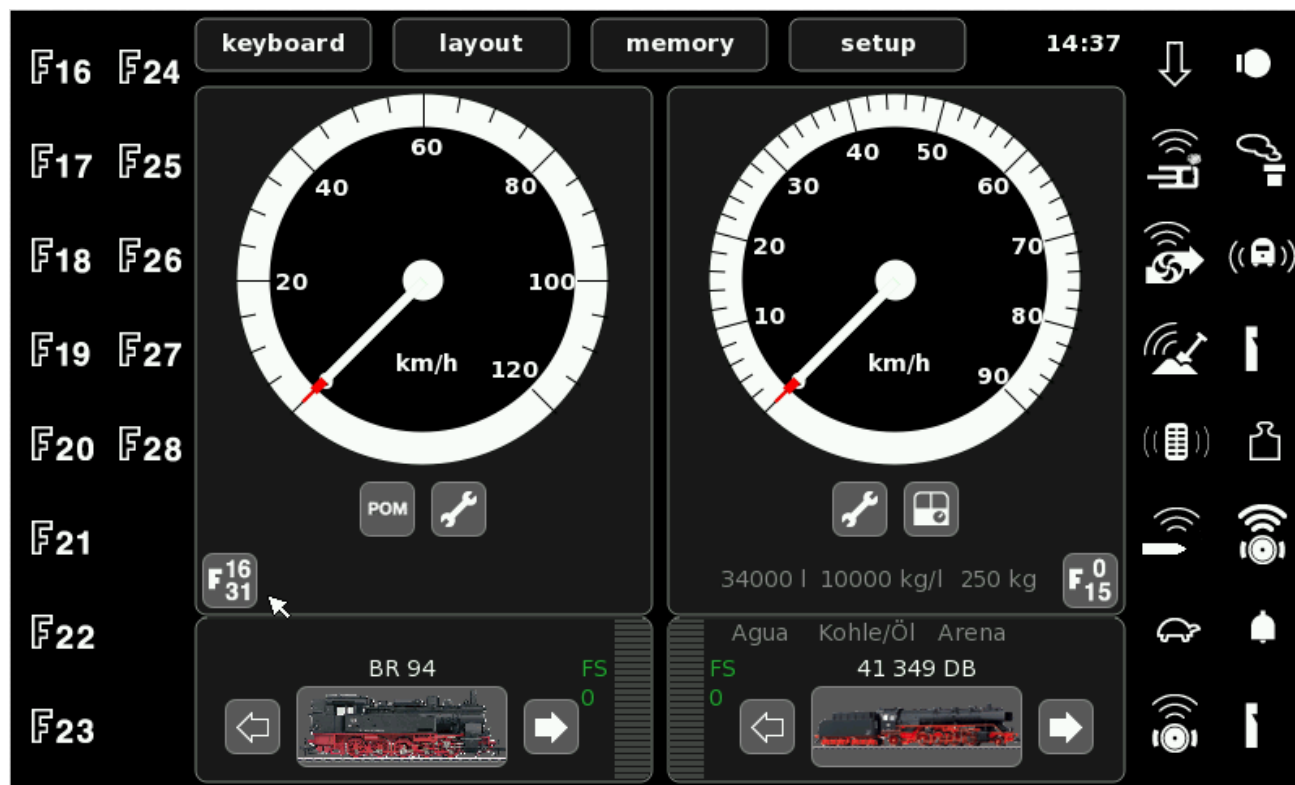 keyboard layout memory setup 14:37
F16 F24
F17 F25
F18 F26
F19 F27
F20 F28
F21
F22
F23
60
40 80
20 100
120
km/h
POM
F 16 31
40 50
30 60
20 70
10 80
90
km/h
34000 l 10000 kg/l 250 kg
F 0 15
BR 94
FS
0
Agua Kohle/Öl Arena
FS
0
41 349 DB